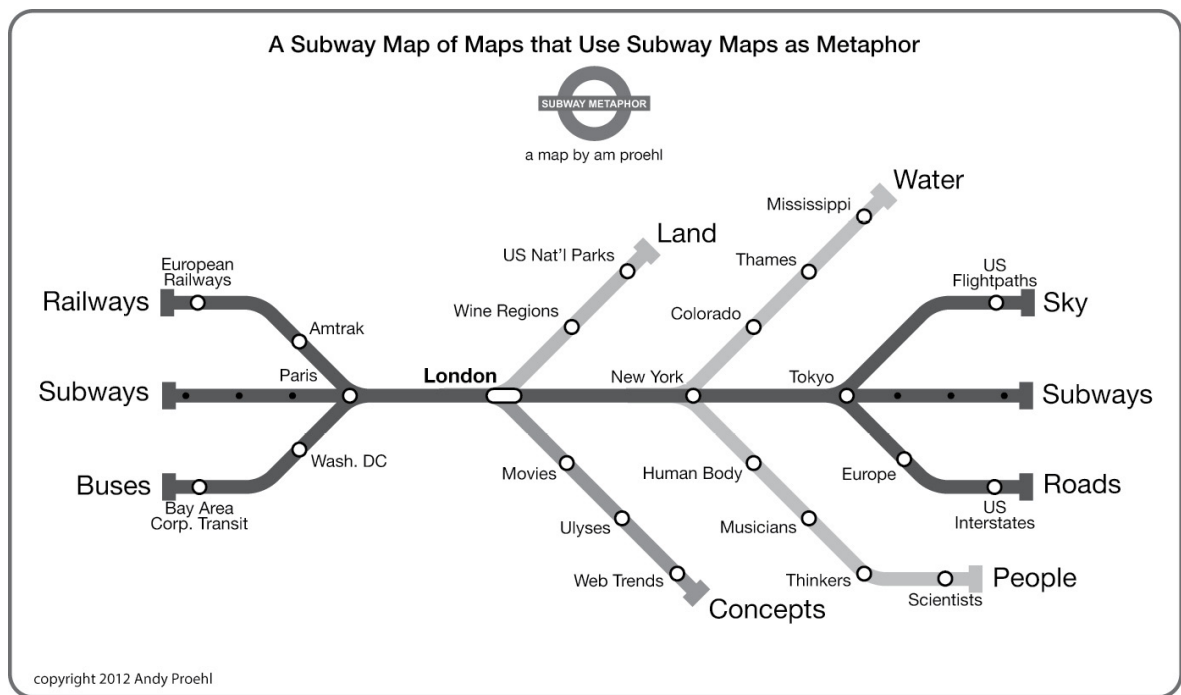 A Subway Map of Maps that Use Subway Maps as Metaphor
SUBWAY METAPHOR
a map by am proehl
Water
Mississippi
Land
US Nat'l Parks
Thames
European
Railways
US
Flightpaths
Railways
Sky
Wine Regions
Colorado
Amtrak
Paris
London
New York
Tokyo
Subways
Subways
Wash. DC
Movies
Human Body
Europe
Buses
Roads
Bay Area
Corp. Transit
US
Interstates
Ulyses
Musicians
Web Trends
Thinkers
People
Scientists
Concepts
copyright 2012 Andy Proehl